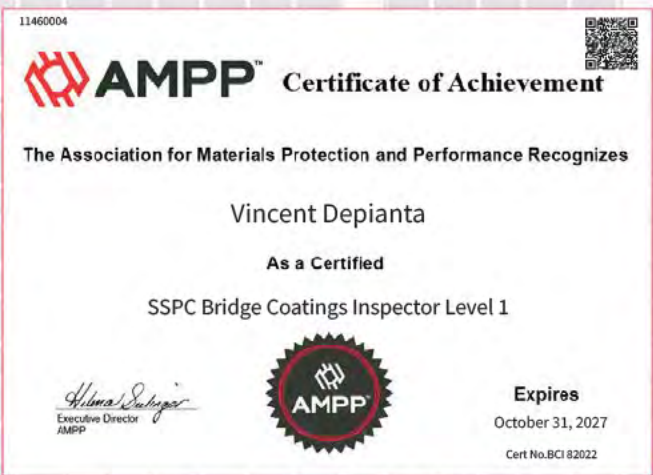 11460004
AMPP™ Certificate of Achievement
The Association for Materials Protection and Performance Recognizes
Vincent Depianta
As a Certified
SSPC Bridge Coatings Inspector Level 1
Executive Director
AMPP
AMPP
Expires
October 31, 2027
Cert No.BCI 82022